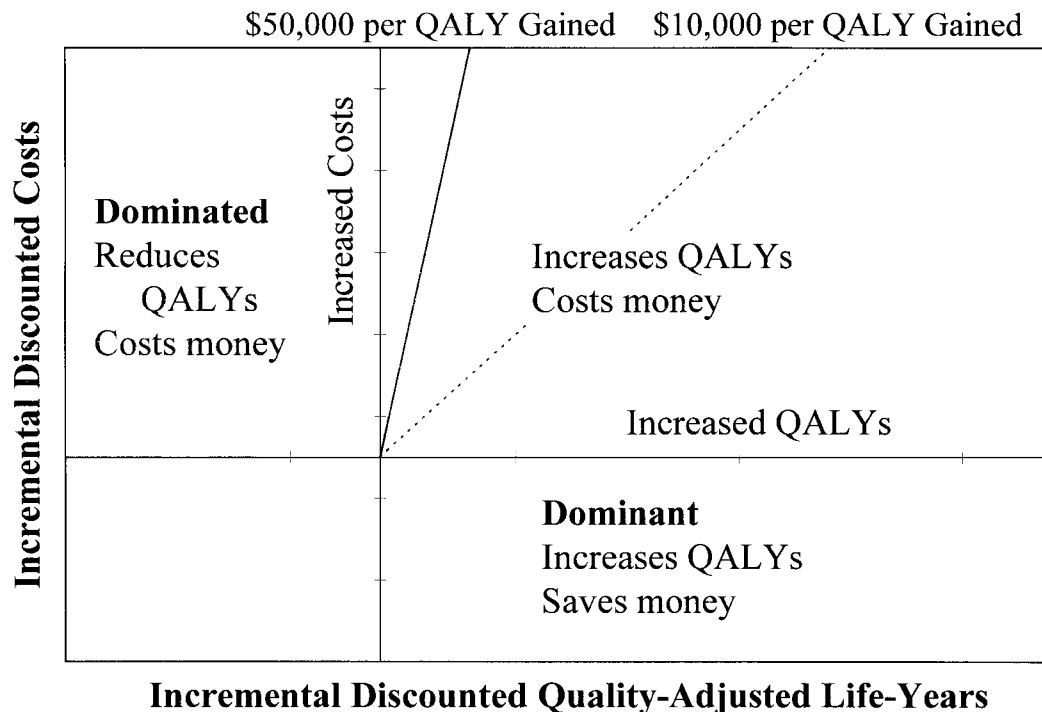 $50,000 per QALY Gained
$10,000 per QALY Gained
Incremental Discounted Costs
Increased Costs
Dominated
Reduces
QALYs
Costs money
Increases QALYs
Costs money
Increased QALYs
Dominant
Increases QALYs
Saves money
Incremental Discounted Quality-Adjusted Life-Years